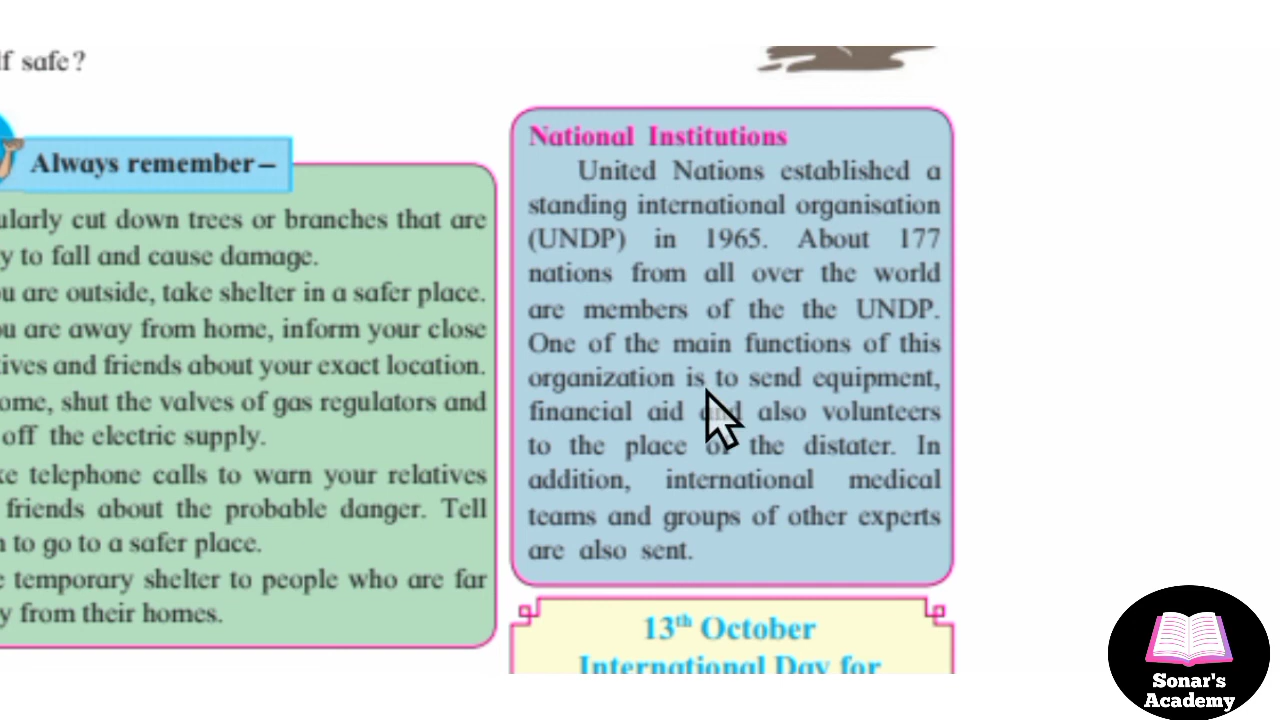 lf safe?
Always remember–
ularly cut down trees or branches that are
y to fall and cause damage.
u are outside, take shelter in a safer place.
u are away from home, inform your close
ives and friends about your exact location.
ome, shut the valves of gas regulators and
off the electric supply.
ke telephone calls to warn your relatives
friends about the probable danger. Tell
n to go to a safer place.
e temporary shelter to people who are far
y from their homes.
National Institutions
United Nations established a
standing international organisation
(UNDP) in 1965. About 177
nations from all over the world
are members of the the UNDP.
One of the main functions of this
organization is to send equipment,
financial aid and also volunteers
to the place of the distater. In
addition, international medical
teams and groups of other experts
are also sent.
13th October
International Day for
Sonar's
Academy